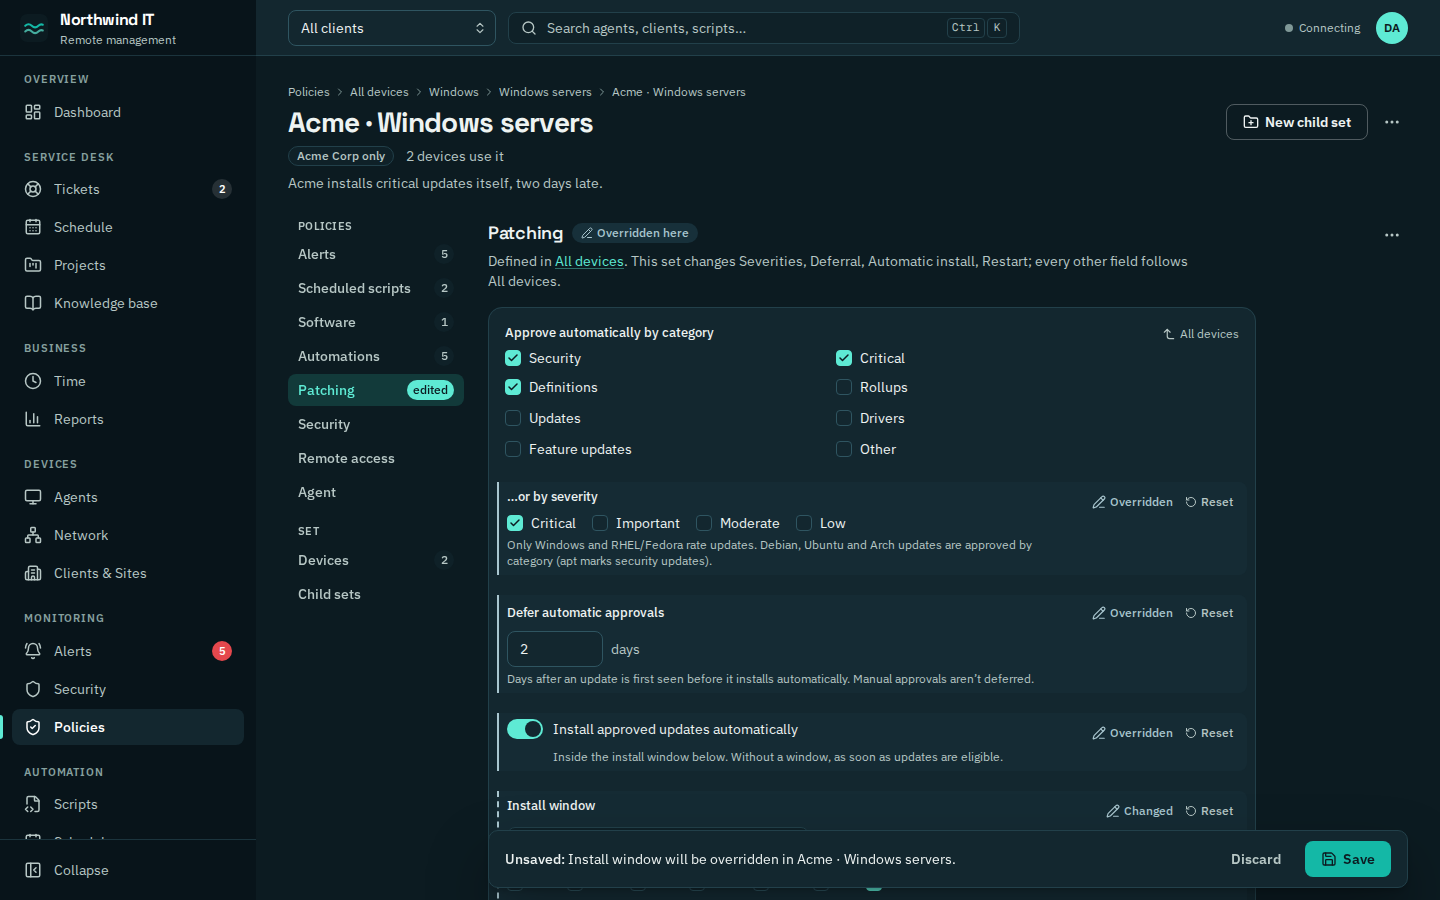 Northwind IT
Remote management
All clients
Search agents, clients, scripts...
Ctrl K
Connecting
DA
OVERVIEW
Dashboard
SERVICE DESK
Tickets 2
Schedule
Projects
Knowledge base
BUSINESS
Time
Reports
DEVICES
Agents
Network
Clients & Sites
MONITORING
Alerts 5
Security
Policies
AUTOMATION
Scripts
Collapse
Policies > All devices > Windows > Windows servers > Acme · Windows servers
Acme · Windows servers
New child set
Acme Corp only 2 devices use it
Acme installs critical updates itself, two days late.
POLICIES
Alerts 5
Scheduled scripts 2
Software 1
Automations 5
Patching edited
Security
Remote access
Agent
SET
Devices 2
Child sets
Patching Overridden here
Defined in All devices. This set changes Severities, Deferral, Automatic install, Restart; every other field follows
All devices.
Approve automatically by category
All devices
Security Critical
Definitions Rollups
Updates Drivers
Feature updates Other
...or by severity
Overridden Reset
Critical Important Moderate Low
Only Windows and RHEL/Fedora rate updates. Debian, Ubuntu and Arch updates are approved by
category (apt marks security updates).
Defer automatic approvals
Overridden Reset
2 days
Days after an update is first seen before it installs automatically. Manual approvals aren't deferred.
Install approved updates automatically
Overridden Reset
Inside the install window below. Without a window, as soon as updates are eligible.
Install window
Changed Reset
Unsaved: Install window will be overridden in Acme · Windows servers.
Discard
Save